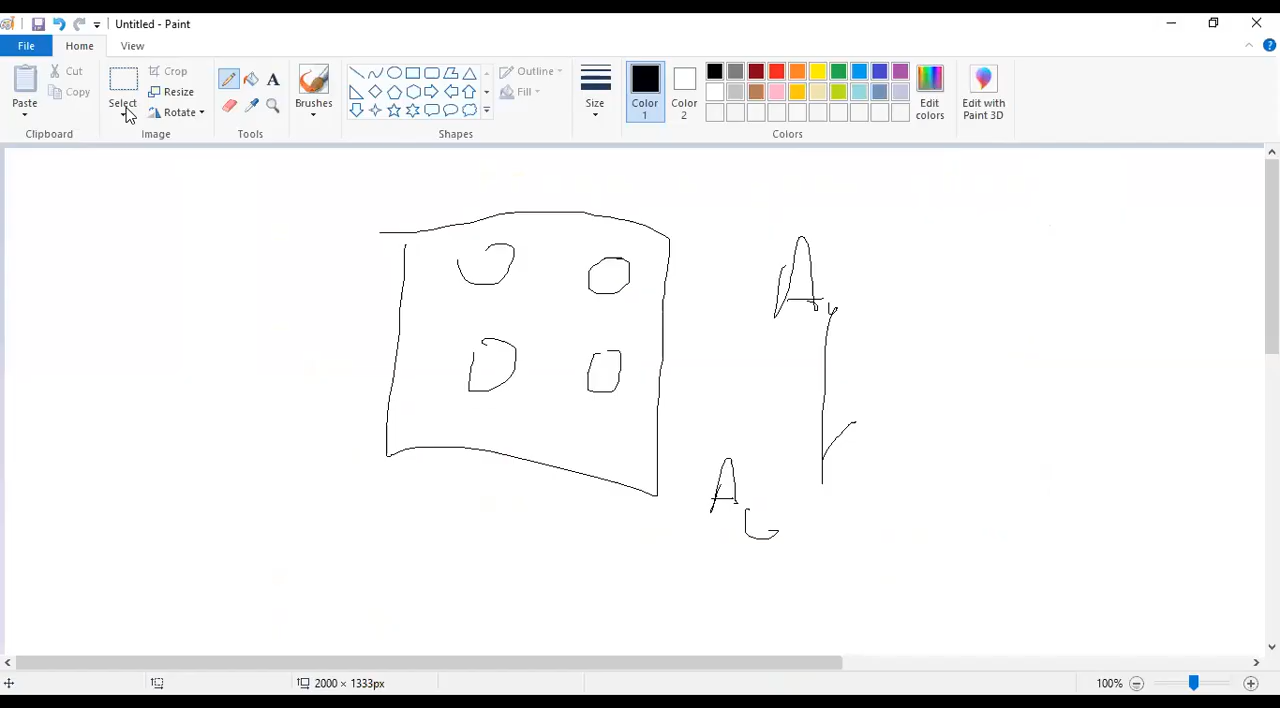 Untitled - Paint
File Home View
Paste Cut Copy Clipboard
Select Crop Resize Rotate Image
A Tools
Brushes
Shapes Outline Fill
Size
Color 1 Color 2 Edit colors Colors
Edit with Paint 3D
A
A
2000 × 1333px 100%